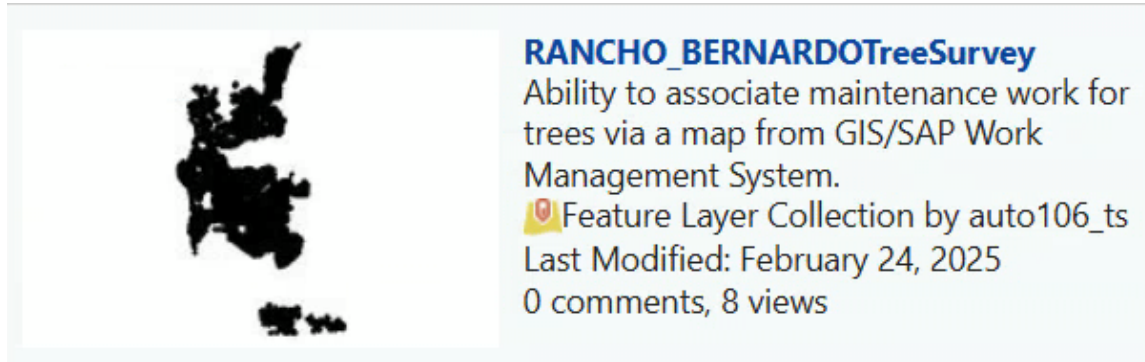 RANCHO_BERNARDOTreeSurvey
Ability to associate maintenance work for
trees via a map from GIS/SAP Work
Management System.
Feature Layer Collection by auto106_ts
Last Modified: February 24, 2025
0 comments, 8 views